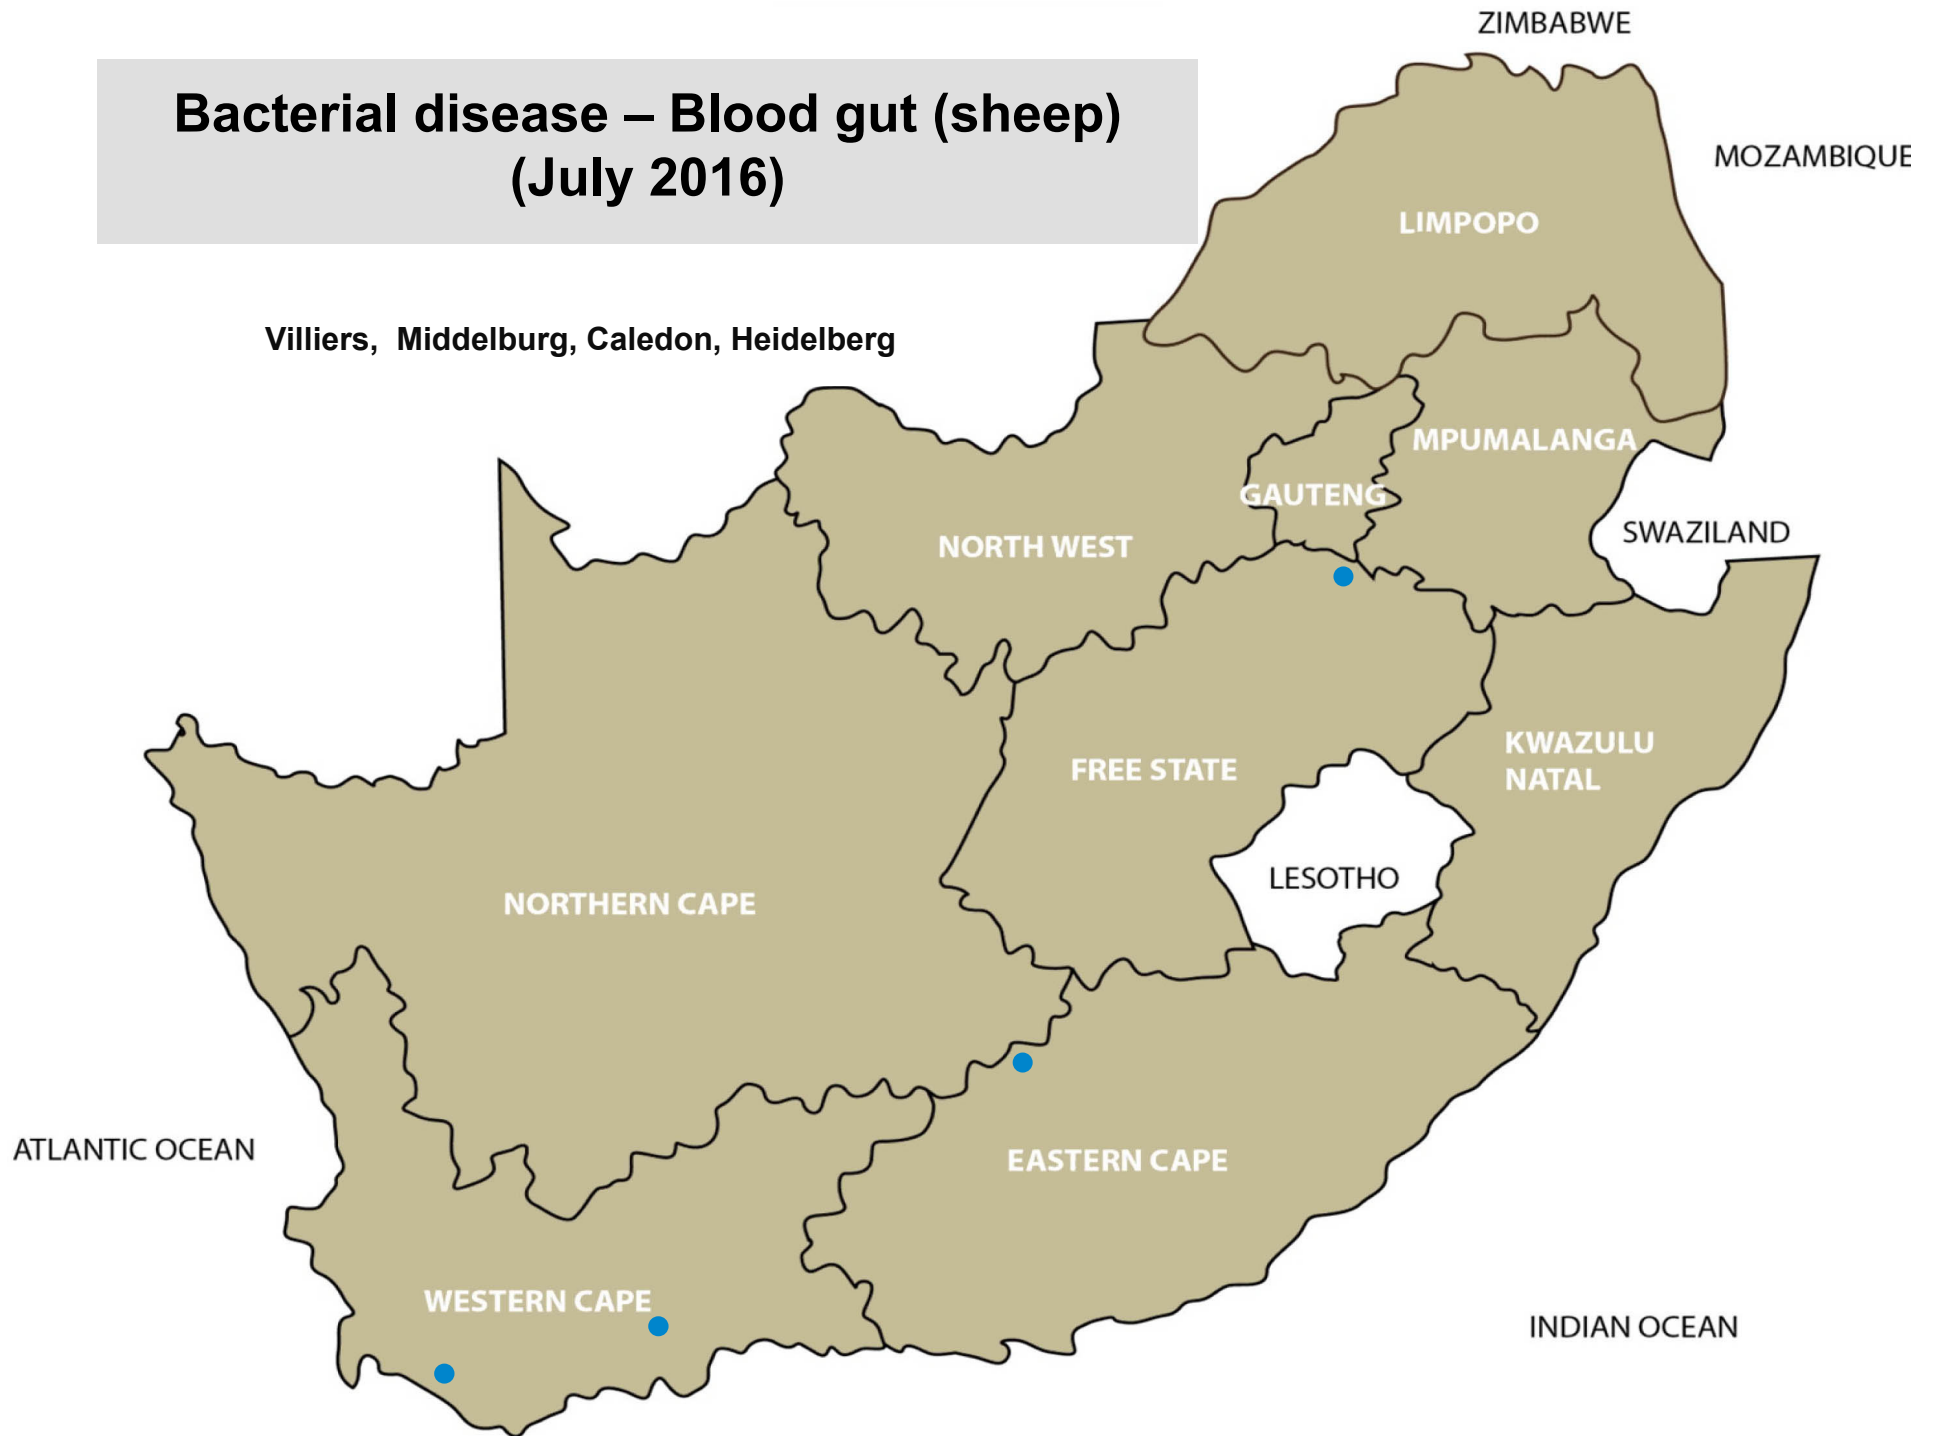 ZIMBABWE
Bacterial disease – Blood gut (sheep)
(July 2016)
MOZAMBIQUE
LIMPOPO
Villiers,  Middelburg, Caledon, Heidelberg
MPUMALANGA
GAUTENG
SWAZILAND
NORTH WEST
KWAZULU
NATAL
FREE STATE
LESOTHO
NORTHERN CAPE
ATLANTIC OCEAN
EASTERN CAPE
WESTERN CAPE
INDIAN OCEAN